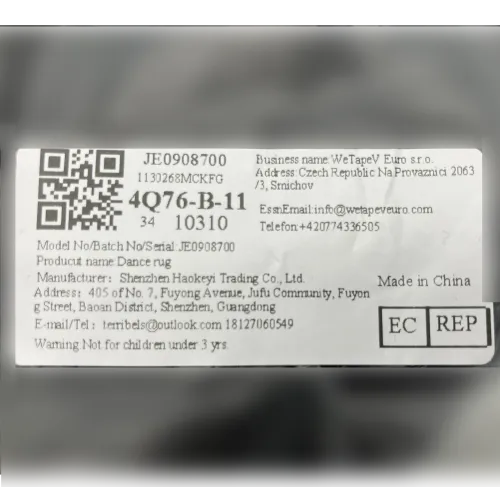 JE0908700
1130268MCKFG
4Q76-B-11
34 10310
Business name:WeTapeV Euro s.r.o.
Address:Czech Republic Na Provaznici 2063
/3, Smichov
EsmEmail:info@wetapeveuro.com
Telefon:+420774336505
Model No/Batch No/Serial:JE0908700
Producut name Dance rug
Manufacturer: Shenzhen Haokeyi Trading Co., Ltd.
Address: 405 of No. 7, Fuyong Avenue, Jufu Community, Fuyon
g Street, Baoan District, Shenzhen, Guangdong
E-mail/Tel: terribels@outlook.com 18127060549
Warning Not for children under 3 yrs.
Made in China
EC REP